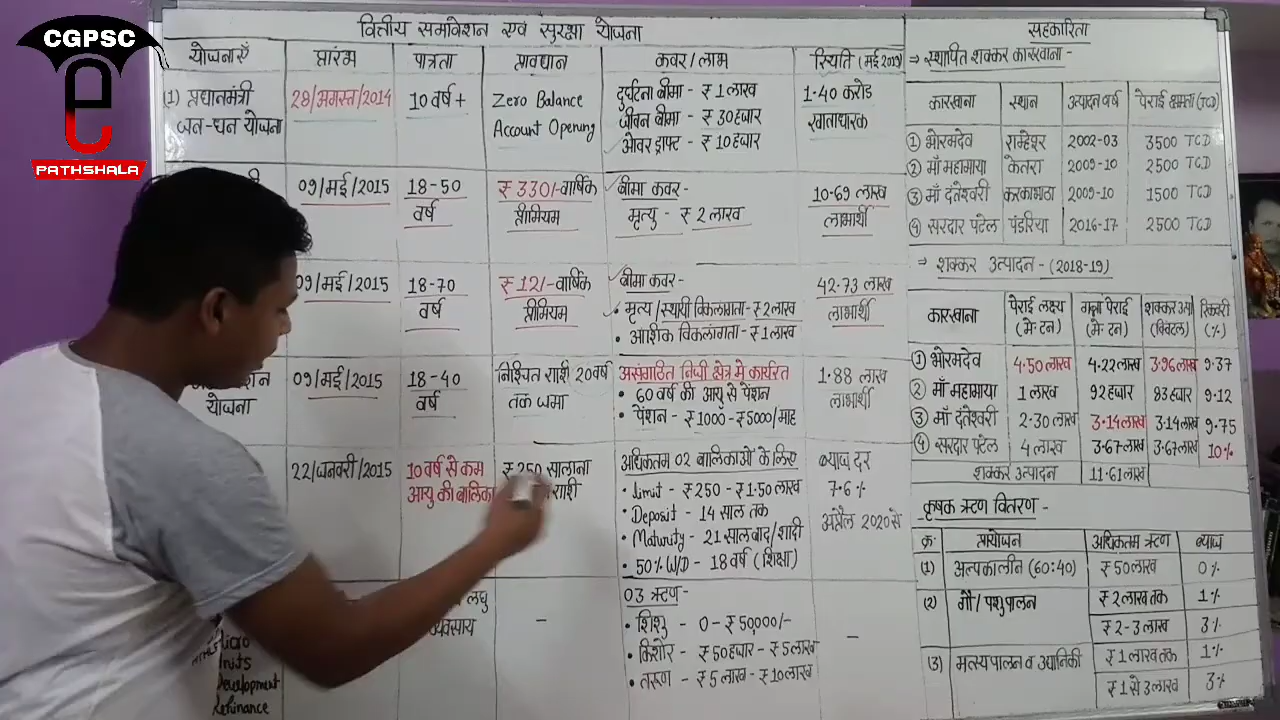 CGPSC
e
PATHSHALA
वित्तीय समावेशन एवं सुरक्षा योजना
योजनाएँ
प्रारंभ
पात्रता
प्रावधान
कवर / लाभ
स्थिति (मई 2019)
(1) प्रधानमंत्री
जन-धन योजना
28/अगस्त/2014
10 वर्ष +
Zero Balance
Account Opening
दुर्घटना बीमा - ₹ 1 लाख
जीवन बीमा - ₹ 30 हजार
ओवर ड्राफ्ट - ₹ 10 हजार
1.40 करोड़
खाताधारक
09/मई/2015
18-50
वर्ष
₹ 330/- वार्षिक
प्रीमियम
बीमा कवर -
मृत्यु - ₹ 2 लाख
10-69 लाख
लाभार्थी
09/मई/2015
18-70
वर्ष
₹ 12/- वार्षिक
प्रीमियम
बीमा कवर -
• मृत्यु/स्थायी विकलांगता - ₹ 2 लाख
• आंशिक विकलांगता - ₹ 1 लाख
42.73 लाख
लाभार्थी
योजना
09/मई/2015
18-40
वर्ष
निश्चित राशी 20 वर्ष
तक जमा
असंगठित निजी क्षेत्र मे कार्यरत
• 60 वर्ष की आयु से पेंशन
• पेंशन - ₹ 1000 - ₹ 5000/माह
1.88 लाख
लाभार्थी
22/जनवरी/2015
10 वर्ष से कम
आयु की बालिका
₹ 250 सालाना
राशी
अधिकतम 02 बालिकाओं के लिए
• Limit - ₹ 250 - ₹ 1.50 लाख
• Deposit - 14 साल तक
• Maturity - 21 साल बाद/शादी
• 50% W/D - 18 वर्ष (शिक्षा)
ब्याज दर
7.6 %
अप्रैल 2020 से
Micro
Units
Development
Refinance
लघु
व्यवसाय
-
03 ऋण -
• शिशु - 0 - ₹ 50,000/-
• किशोर - ₹ 50 हजार - ₹ 5 लाख
• तरूण - ₹ 5 लाख - ₹ 10 लाख
-
सहकारिता
→ स्थापित शक्कर कारखाना -
कारखाना स्थान उत्पादन वर्ष पेराई क्षमता (TCD)
① भोरमदेव राम्हेपुर 2002-03 3500 TCD
② माँ महामाया केतरा 2009-10 2500 TCD
③ माँ दंतेश्वरी करकाभाठा 2009-10 1500 TCD
④ सरदार पटेल पंडरिया 2016-17 2500 TCD
→ शक्कर उत्पादन - (2018-19)
कारखाना
पेराई लक्ष्य
(मे. टन)
गन्ना पेराई
(मे. टन)
(क्विंटल)
रिकवरी
(%)
① भोरमदेव 4.50 लाख 4.22 लाख 3.96 लाख 9.37
② माँ महामाया 1 लाख 92 हजार 83 हजार 9.12
③ माँ दंतेश्वरी 2.30 लाख 3.14 लाख 3.14 लाख 9.75
④ सरदार पटेल 4 लाख 3.67 लाख 3.67 लाख 10%
शक्कर उत्पादन 11.61 लाख
कृषक ऋण वितरण -
क्र. प्रायोजन अधिकतम ऋण ब्याज
(1) अल्पकालीन (60:40) ₹ 50 लाख 0 %
(2) गौ/पशुपालन ₹ 2 लाख तक 1 %
₹ 2-3 लाख 3 %
(3) मत्स्यपालन व उद्यानिकी ₹ 1 लाख तक 1 %
₹ 1 से 3 लाख 3 %